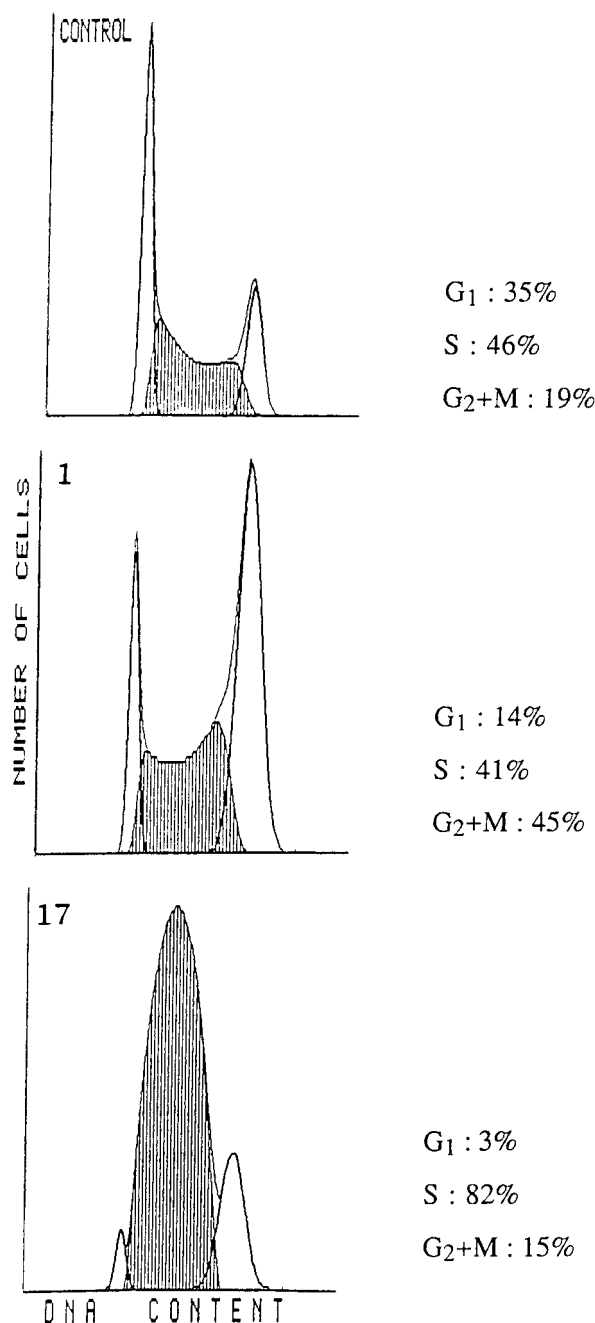 CONTROL
G₁ : 35%
S : 46%
G₂+M : 19%
NUMBER OF CELLS
1
G₁ : 14%
S : 41%
G₂+M : 45%
17
G₁ : 3%
S : 82%
G₂+M : 15%
DNA CONTENT